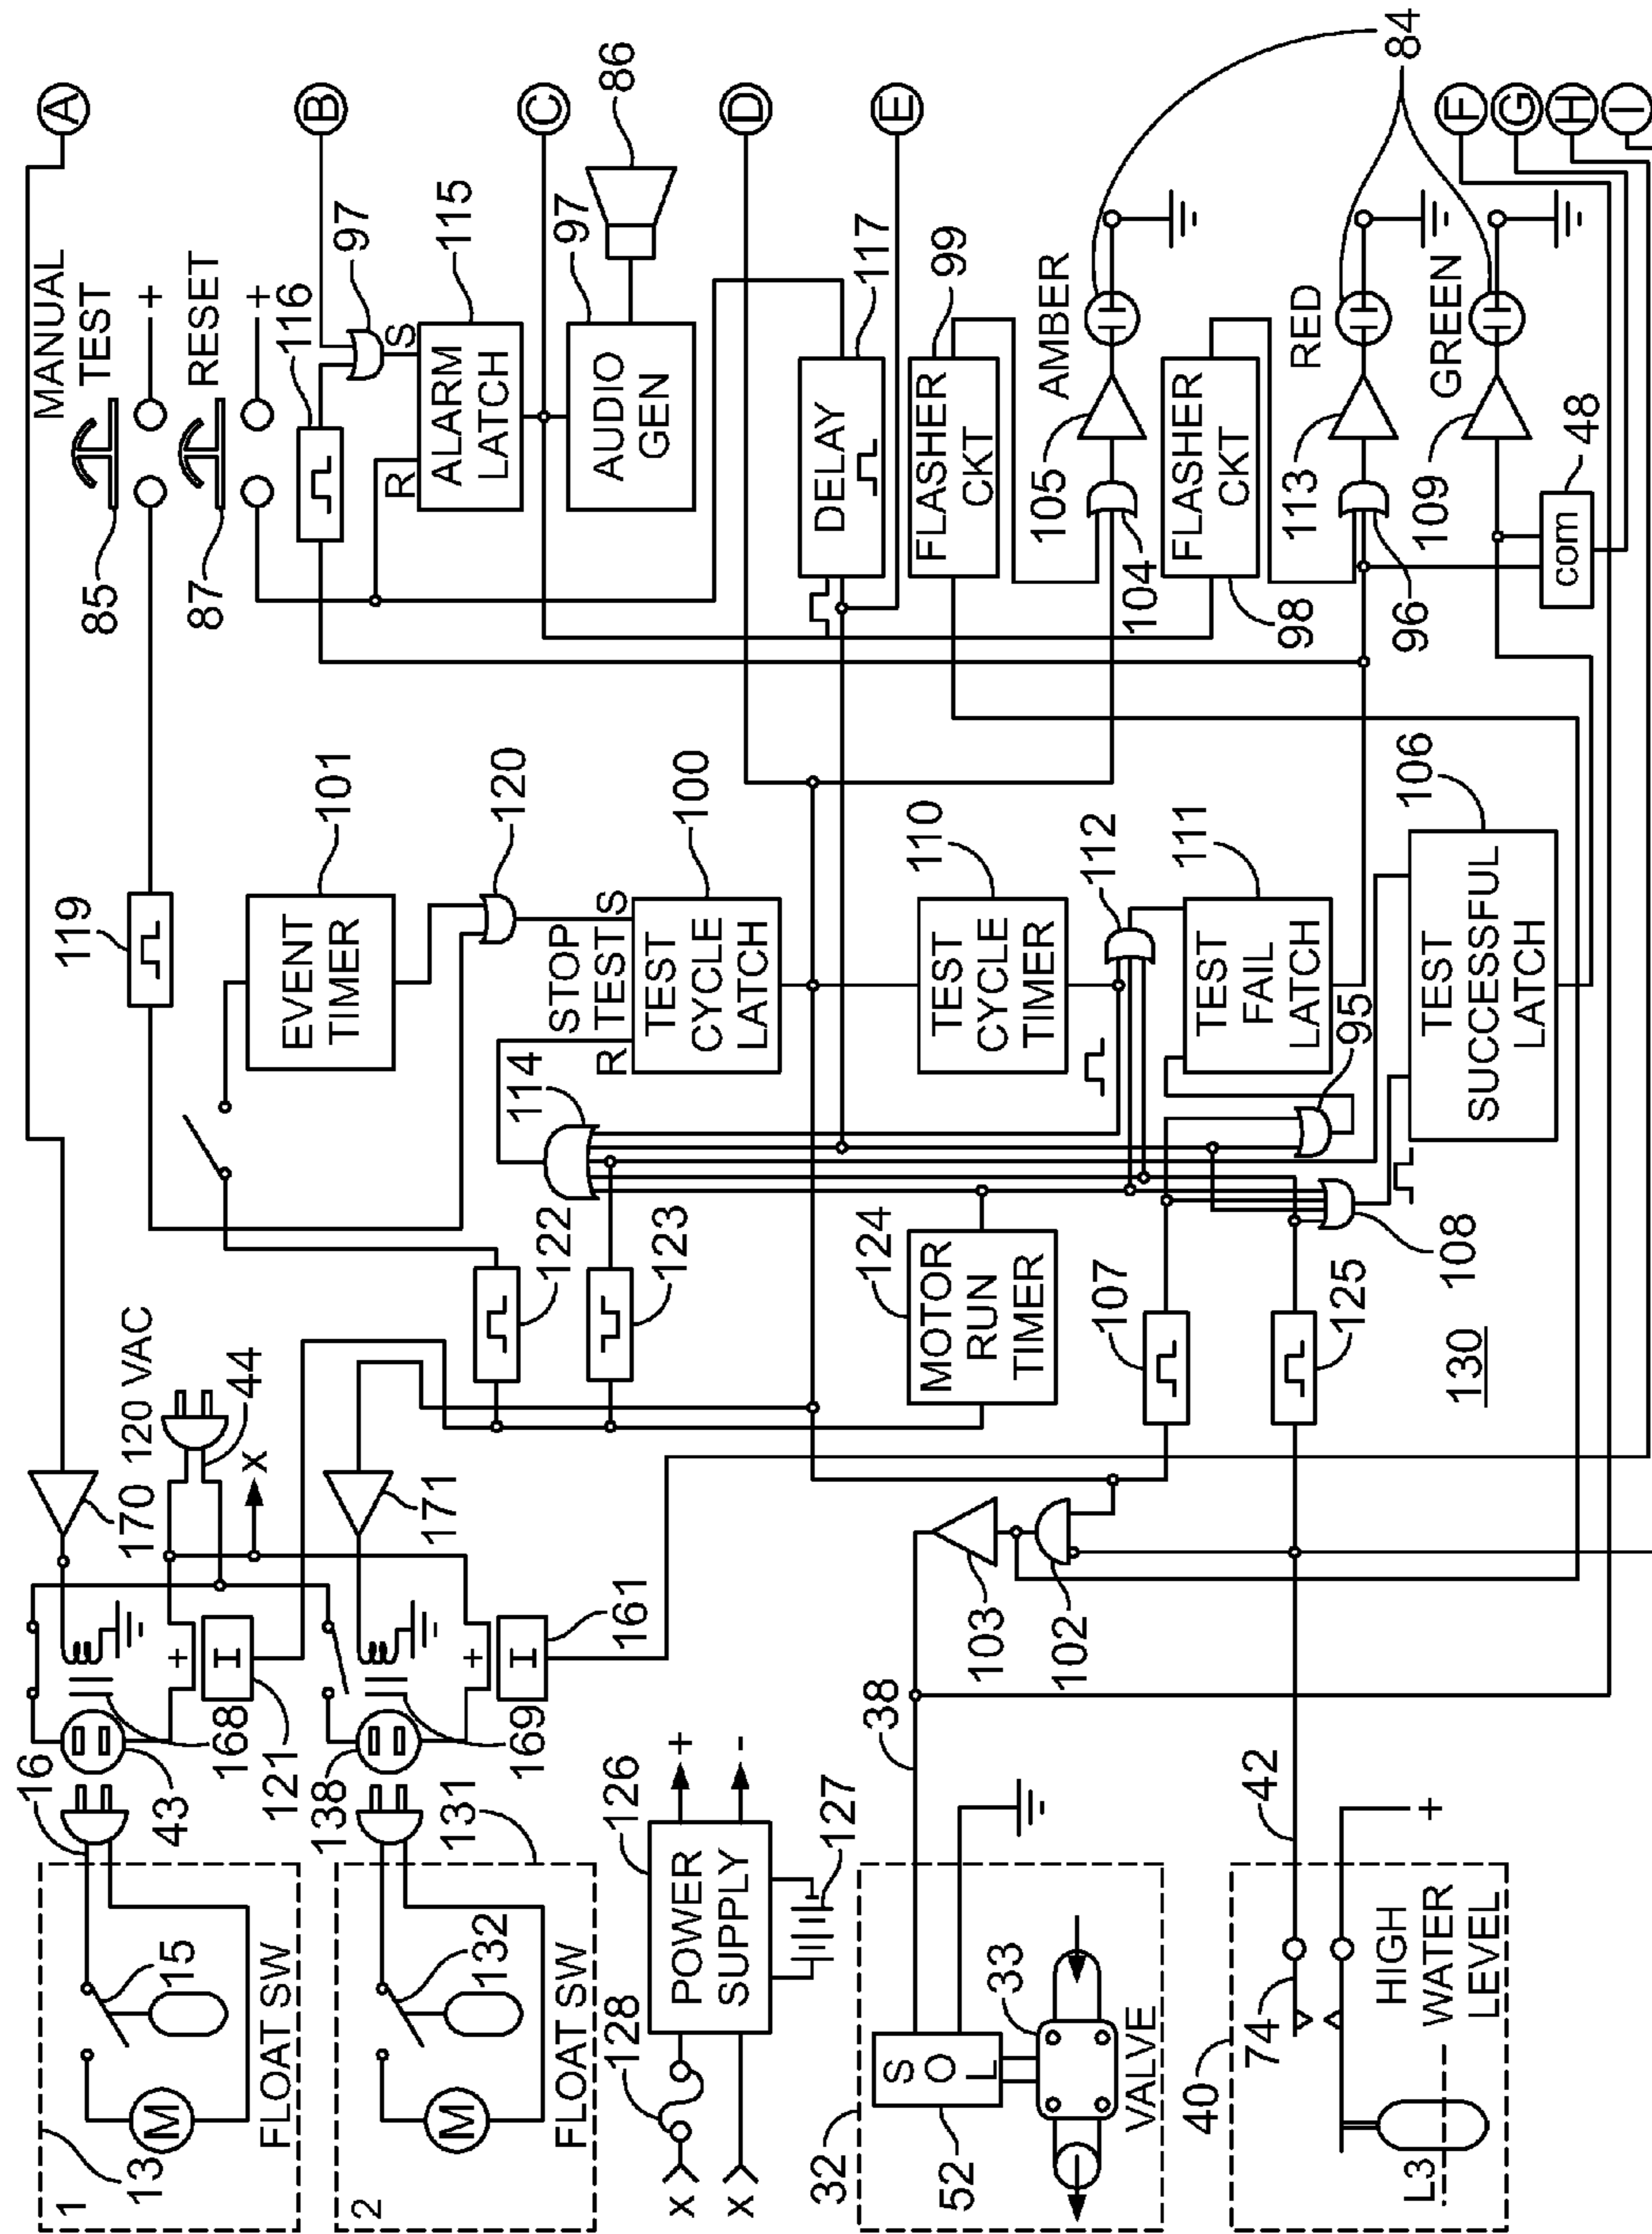 A
MANUAL
TEST
+
85
RESET
+
87
119
B
116
97
S
R
ALARM
LATCH
115
C
AUDIO
GEN
97
86
D
DELAY
117
E
FLASHER
CKT
99
AMBER
105
104
84
FLASHER
CKT
98
RED
113
96
GREEN
109
com
48
F
G
H
I
EVENT
TIMER
101
120
STOP
TEST
S
R
TEST
CYCLE
LATCH
100
114
TEST
CYCLE
TIMER
110
112
TEST
FAIL
LATCH
111
95
TEST
SUCCESSFUL
LATCH
106
108
122
123
MOTOR
RUN
TIMER
124
107
125
130
170
120 VAC
44
X
171
+
I
168
121
+
I
161
169
103
102
16
43
138
1
13
M
15
FLOAT SW
2
131
M
132
FLOAT SW
X
X
128
POWER
SUPPLY
126
+
-
127
32
52
SOL
33
VALVE
38
40
74
42
+
HIGH
WATER
LEVEL
L3